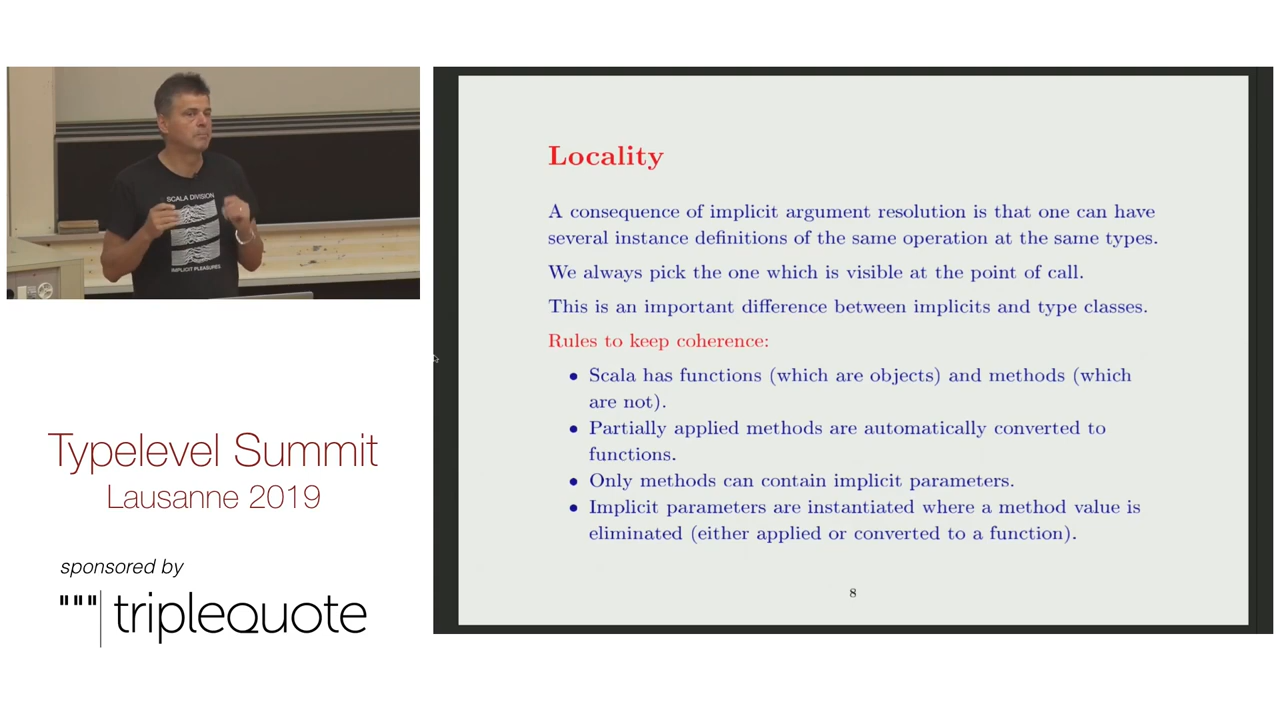 SCALA DIVISION
IMPLICIT PLEASURES
Locality
A consequence of implicit argument resolution is that one can have
several instance definitions of the same operation at the same types.
We always pick the one which is visible at the point of call.
This is an important difference between implicits and type classes.
Rules to keep coherence:
• Scala has functions (which are objects) and methods (which
are not).
• Partially applied methods are automatically converted to
functions.
• Only methods can contain implicit parameters.
• Implicit parameters are instantiated where a method value is
eliminated (either applied or converted to a function).
8
Typelevel Summit
Lausanne 2019
sponsored by
""" triplequote